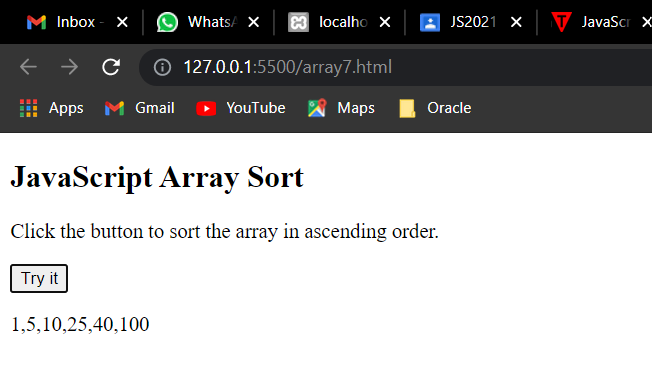 Inbox - WhatsA localho JS2021 JavaScri
127.0.0.1:5500/array7.html
Apps Gmail YouTube Maps Oracle
JavaScript Array Sort
Click the button to sort the array in ascending order.
Try it
1,5,10,25,40,100